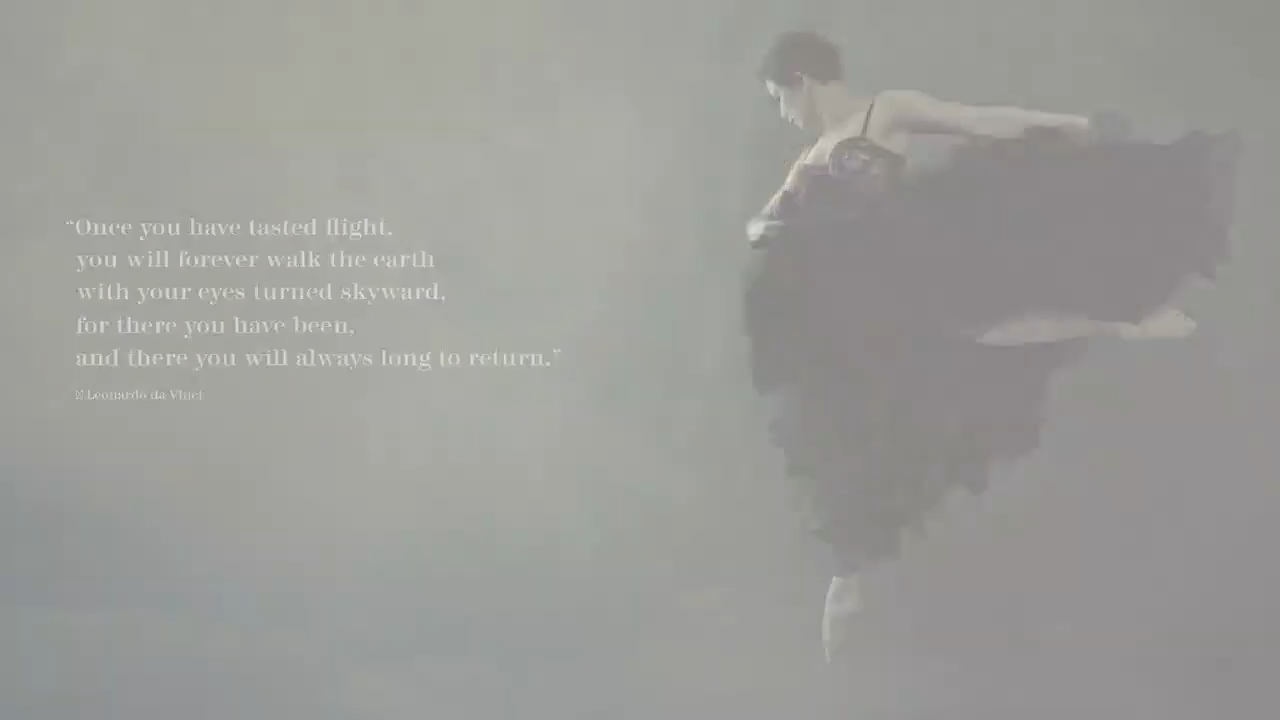 “Once you have tasted flight,
you will forever walk the earth
with your eyes turned skyward,
for there you have been,
and there you will always long to return.”
Leonardo da Vinci